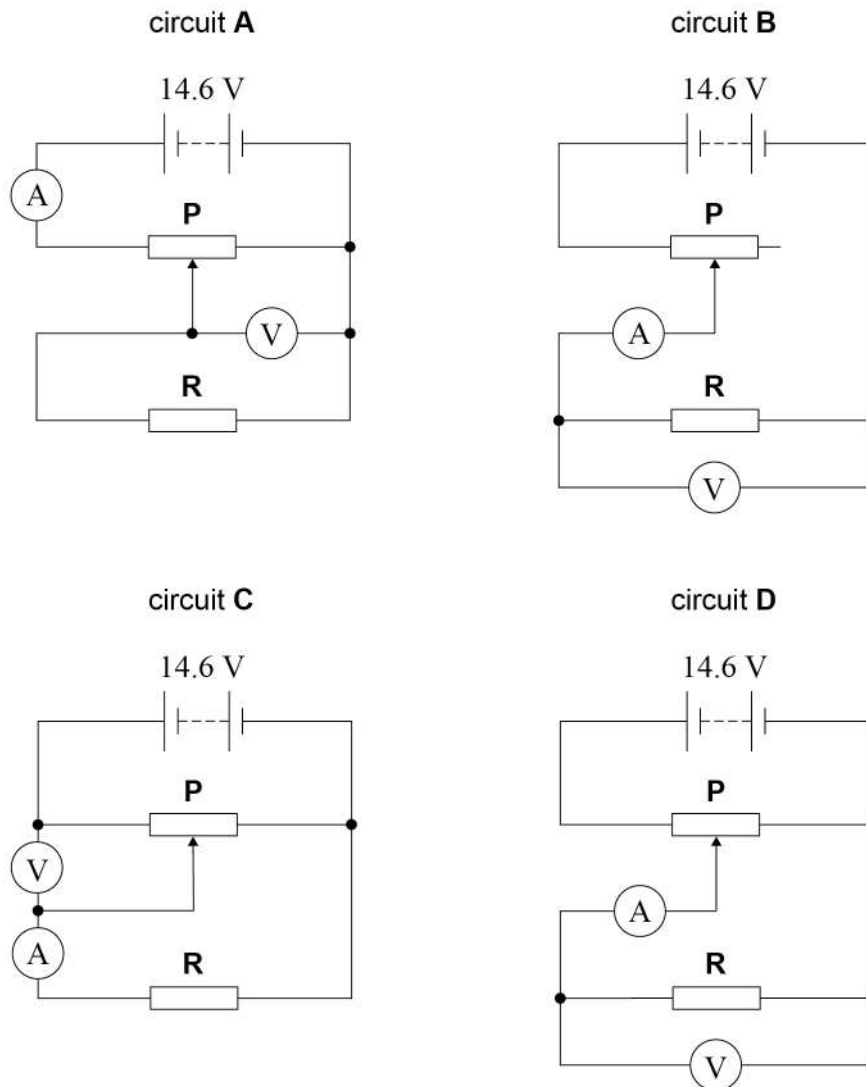 circuit A
circuit B
14.6 V
14.6 V
A
P
P
V
A
R
R
V
circuit C
circuit D
14.6 V
14.6 V
P
P
V
A
A
R
R
V